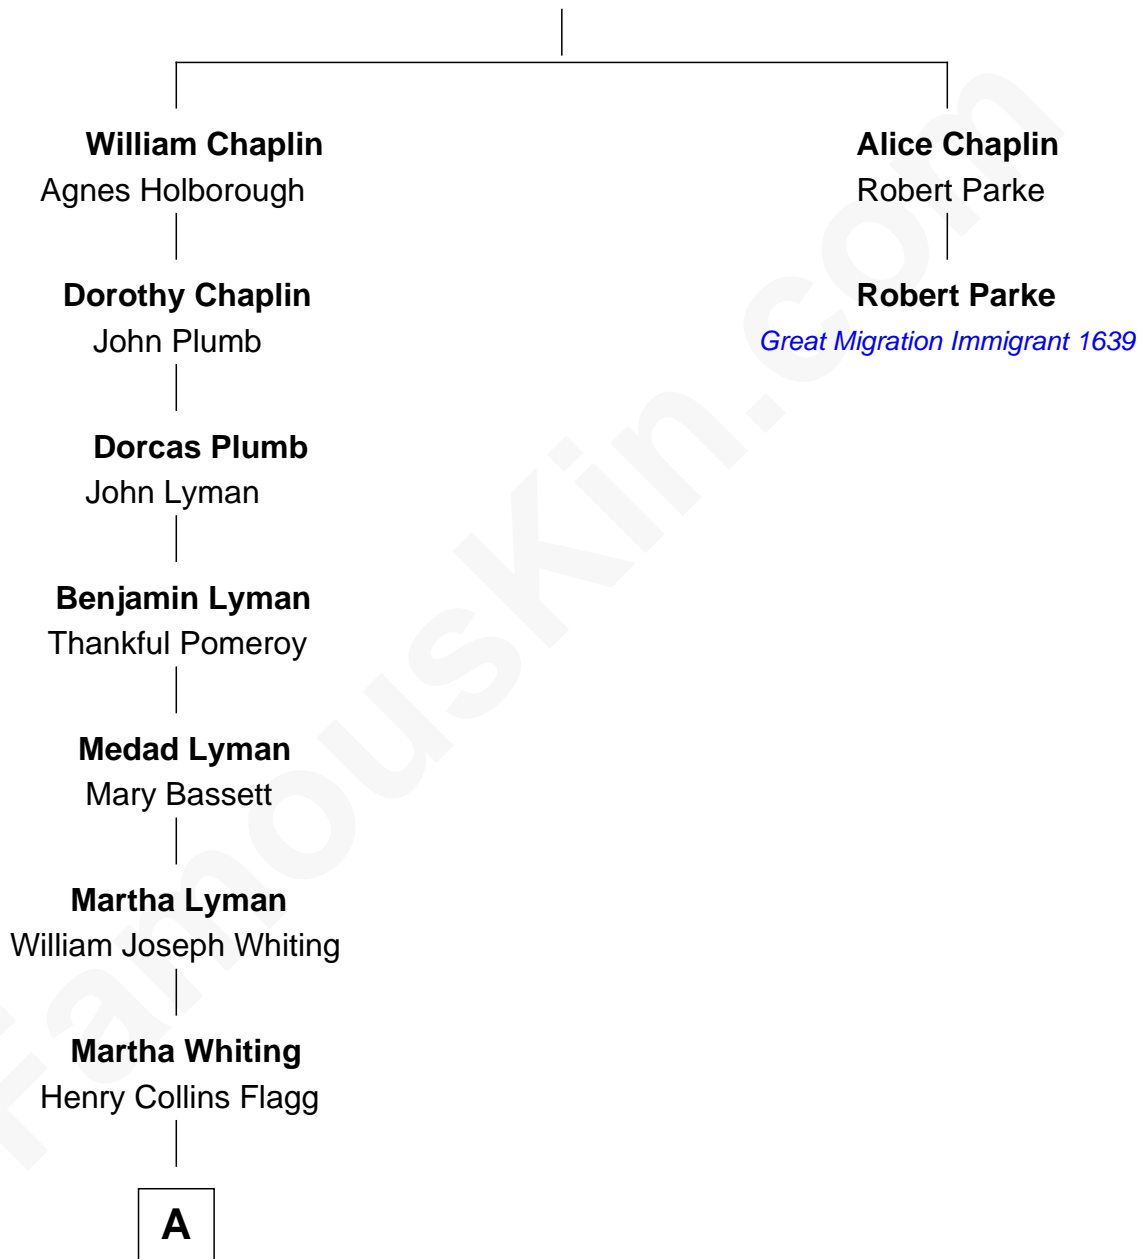 William Chaplin
Agnes Holborough
Alice Chaplin
Robert Parke
Dorothy Chaplin
John Plumb
Robert Parke
Great Migration Immigrant 1639
Dorcas Plumb
John Lyman
Benjamin Lyman
Thankful Pomeroy
Medad Lyman
Mary Bassett
Martha Lyman
William Joseph Whiting
Martha Whiting
Henry Collins Flagg
A
FamousKin.com